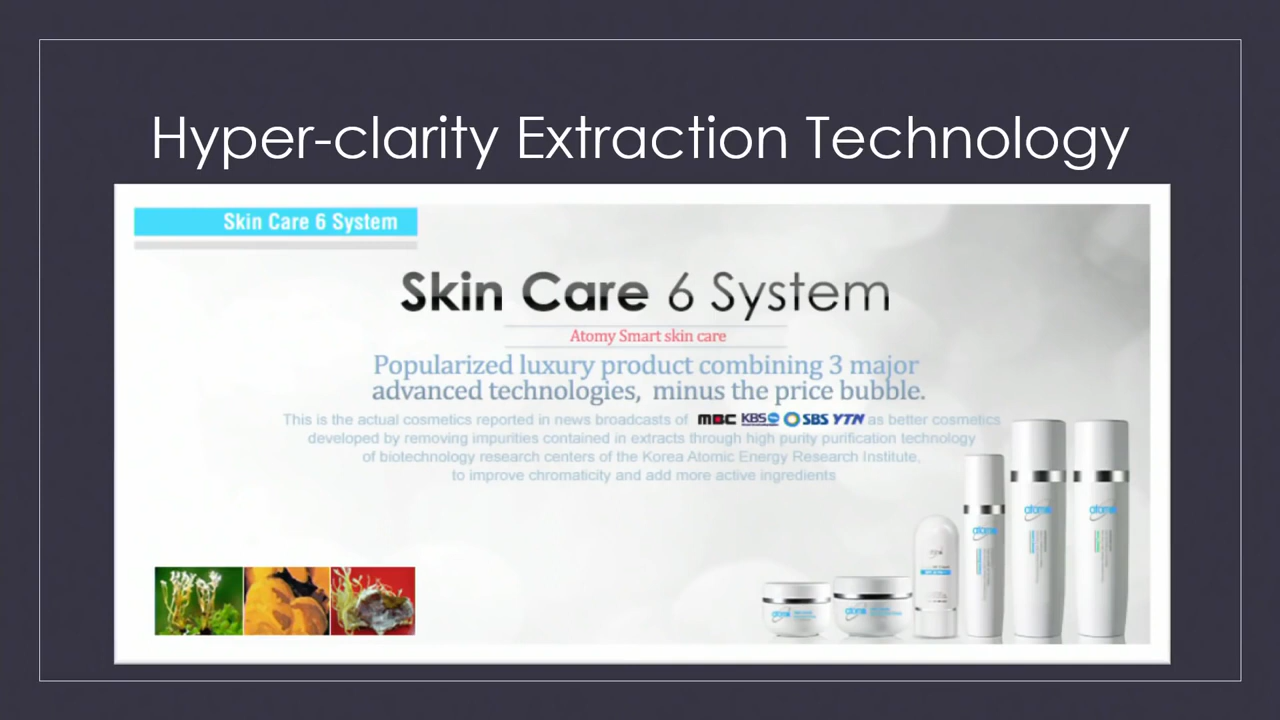 Hyper-clarity Extraction Technology
Skin Care 6 System
Skin Care 6 System
Atomy Smart skin care
Popularized luxury product combining 3 major
advanced technologies, minus the price bubble.
This is the actual cosmetics reported in news broadcasts of MBC KBS SBS YTN as better cosmetics
developed by removing impurities contained in extracts through high purity purification technology
of biotechnology research centers of the Korea Atomic Energy Research Institute,
to improve chromaticity and add more active ingredients